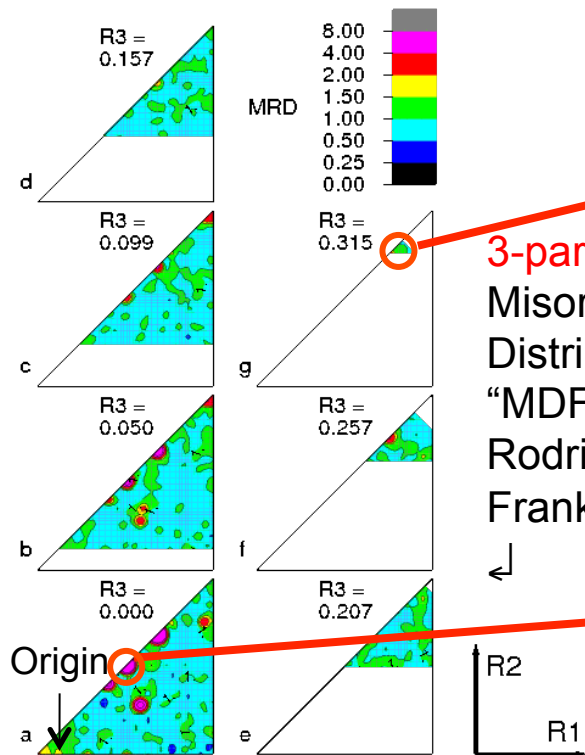 R3 =
0.157
d
MRD
8.00
4.00
2.00
1.50
1.00
0.50
0.25
0.00
R3 =
0.099
c
R3 =
0.315
g
3-par
Misor
Distri
“MDF
Rodri
Frank
R3 =
0.050
b
R3 =
0.257
f
R3 =
0.000
Origin
a
R3 =
0.207
e
R2
R1